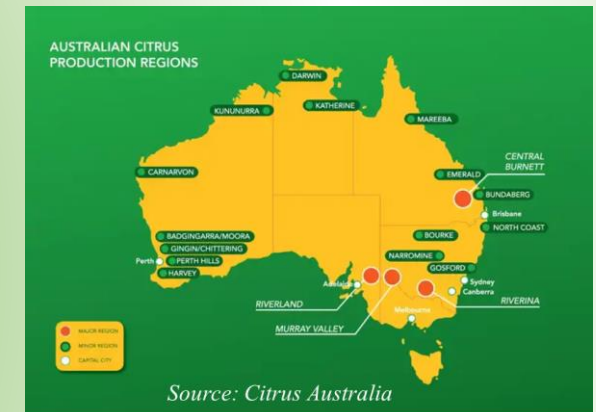 AUSTRALIAN CITRUS
PRODUCTION REGIONS
DARWIN
KUNUNURRA
KATHERINE
MAREEBA
CENTRAL
BURNETT
CARNARVON
EMERALD
BUNDABERG
Brisbane
NORTH COAST
BADGINGARRA/MOORA
BOURKE
GINGIN/CHITTERING
NARROMINE
Perth
PERTH HILLS
GOSFORD
HARVEY
Adelaide
Sydney
Canberra
RIVERLAND
RIVERINA
Melbourne
MURRAY VALLEY
MAJOR REGION
MINOR REGION
CAPITAL CITY
Source: Citrus Australia